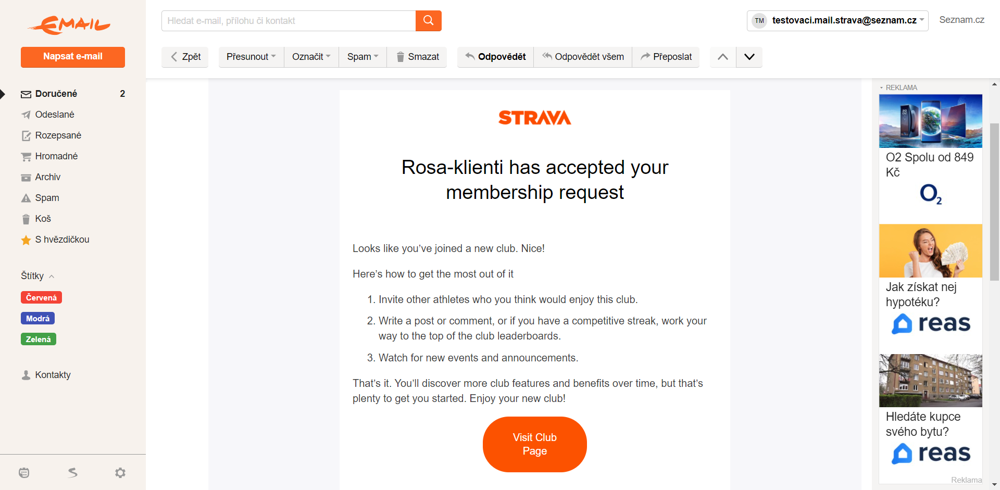 EMAIL
Hledat e-mail, přílohu či kontakt
TM testovaci.mail.strava@seznam.cz
Seznam.cz
Napsat e-mail
Zpět
Přesunout
Označit
Spam
Smazat
Odpovědět
Odpovědět všem
Přeposlat
Doručené 2
Odeslané
Rozepsané
Hromadné
Archiv
Spam
Koš
S hvězdičkou
Štítky
Červená
Modrá
Zelená
Kontakty
STRAVA
Rosa-klienti has accepted your
membership request
Looks like you’ve joined a new club. Nice!
Here’s how to get the most out of it
1. Invite other athletes who you think would enjoy this club.
2. Write a post or comment, or if you have a competitive streak, work your
way to the top of the club leaderboards.
3. Watch for new events and announcements.
That’s it. You’ll discover more club features and benefits over time, but that’s
plenty to get you started. Enjoy your new club!
Visit Club
Page
REKLAMA
O2 Spolu od 849
Kč
O2
Jak získat nej
hypotéku?
reas
Hledáte kupce
svého bytu?
reas
Reklama